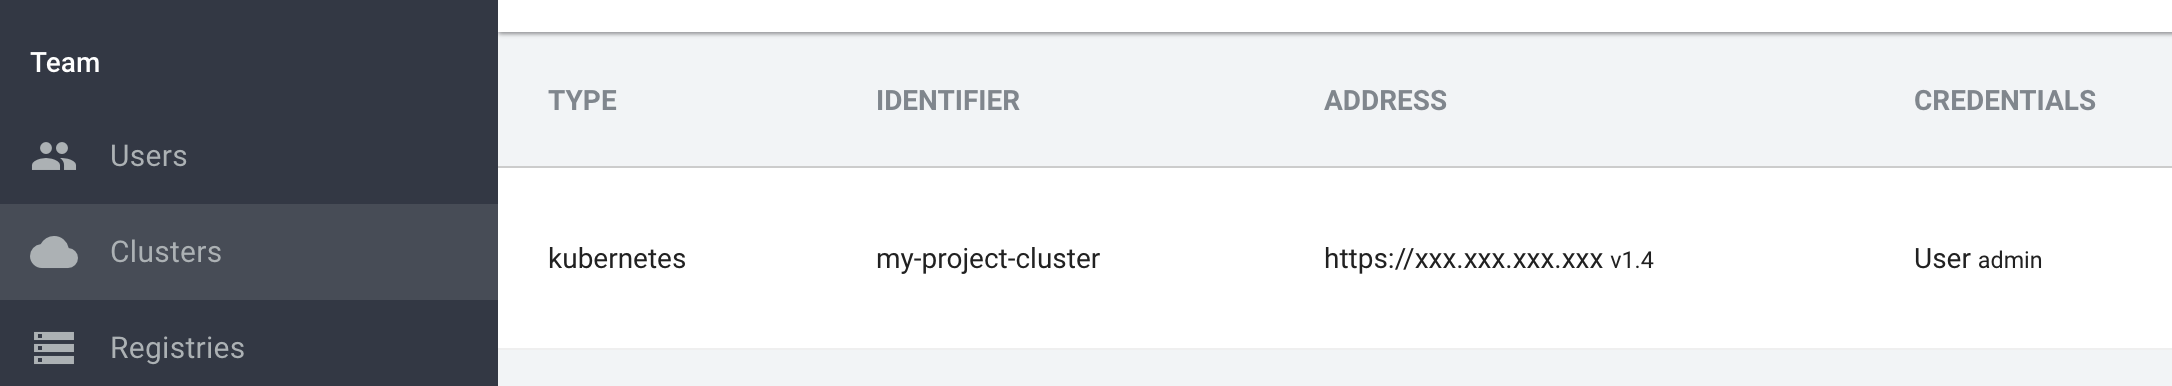 Team
Users
Clusters
Registries
TYPE IDENTIFIER ADDRESS CREDENTIALS
kubernetes my-project-cluster https://xxx.xxx.xxx.xxx v1.4 User admin